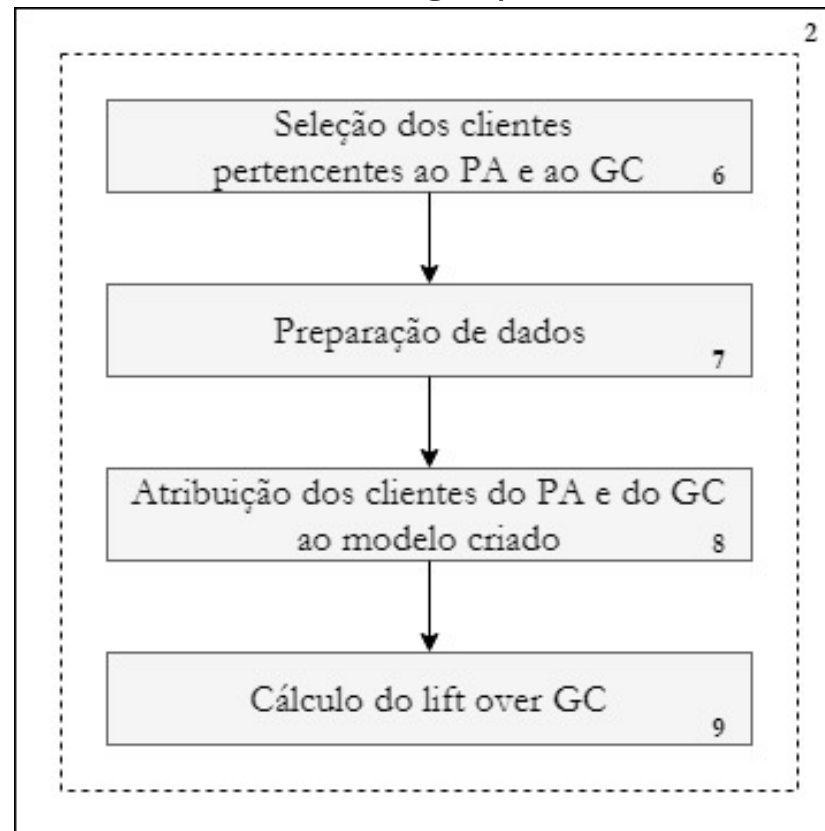 2
Seleção dos clientes
pertencentes ao PA e ao GC
6
Preparação de dados
7
Atribuição dos clientes do PA e do GC
ao modelo criado
8
Cálculo do lift over GC
9